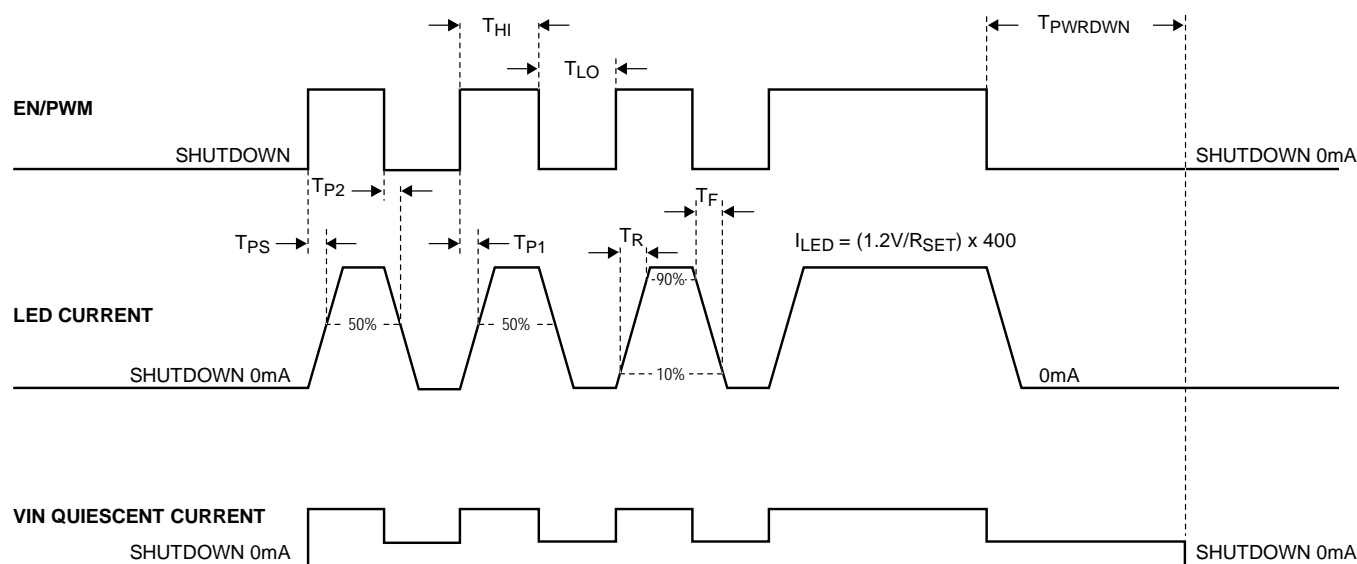 THI
TPWRDWN
TLO
EN/PWM
SHUTDOWN
SHUTDOWN 0mA
TP2
TF
TPS
TP1
TR
ILED = (1.2V/RSET) x 400
90%
LED CURRENT
50%
50%
SHUTDOWN 0mA
10%
0mA
VIN QUIESCENT CURRENT
SHUTDOWN 0mA
SHUTDOWN 0mA